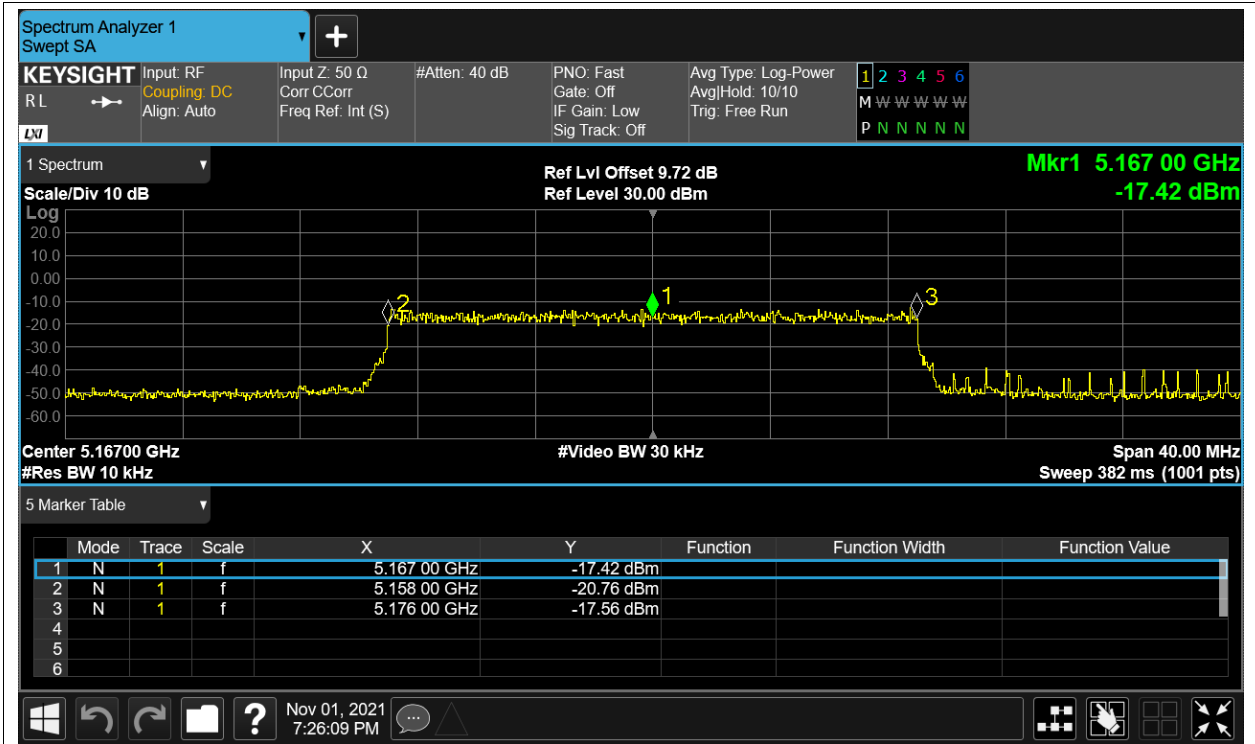 Spectrum Analyzer 1
Swept SA
+
KEYSIGHT
RL
LXI
Input: RF
Coupling: DC
Align: Auto
Input Z: 50 Ω
Corr CCorr
Freq Ref: Int (S)
#Atten: 40 dB
PNO: Fast
Gate: Off
IF Gain: Low
Sig Track: Off
Avg Type: Log-Power
Avg|Hold: 10/10
Trig: Free Run
1 2 3 4 5 6
M W W W W W
P N N N N N
1 Spectrum
Scale/Div 10 dB
Ref Lvl Offset 9.72 dB
Ref Level 30.00 dBm
Mkr1 5.167 00 GHz
-17.42 dBm
Log
20.0
10.0
0.00
-10.0
-20.0
-30.0
-40.0
-50.0
-60.0
2
1
3
Center 5.16700 GHz
#Video BW 30 kHz
Span 40.00 MHz
#Res BW 10 kHz
Sweep 382 ms (1001 pts)
5 Marker Table
Mode Trace Scale X Y Function Function Width Function Value
1 N 1 f 5.167 00 GHz -17.42 dBm
2 N 1 f 5.158 00 GHz -20.76 dBm
3 N 1 f 5.176 00 GHz -17.56 dBm
4
5
6
?
Nov 01, 2021
7:26:09 PM